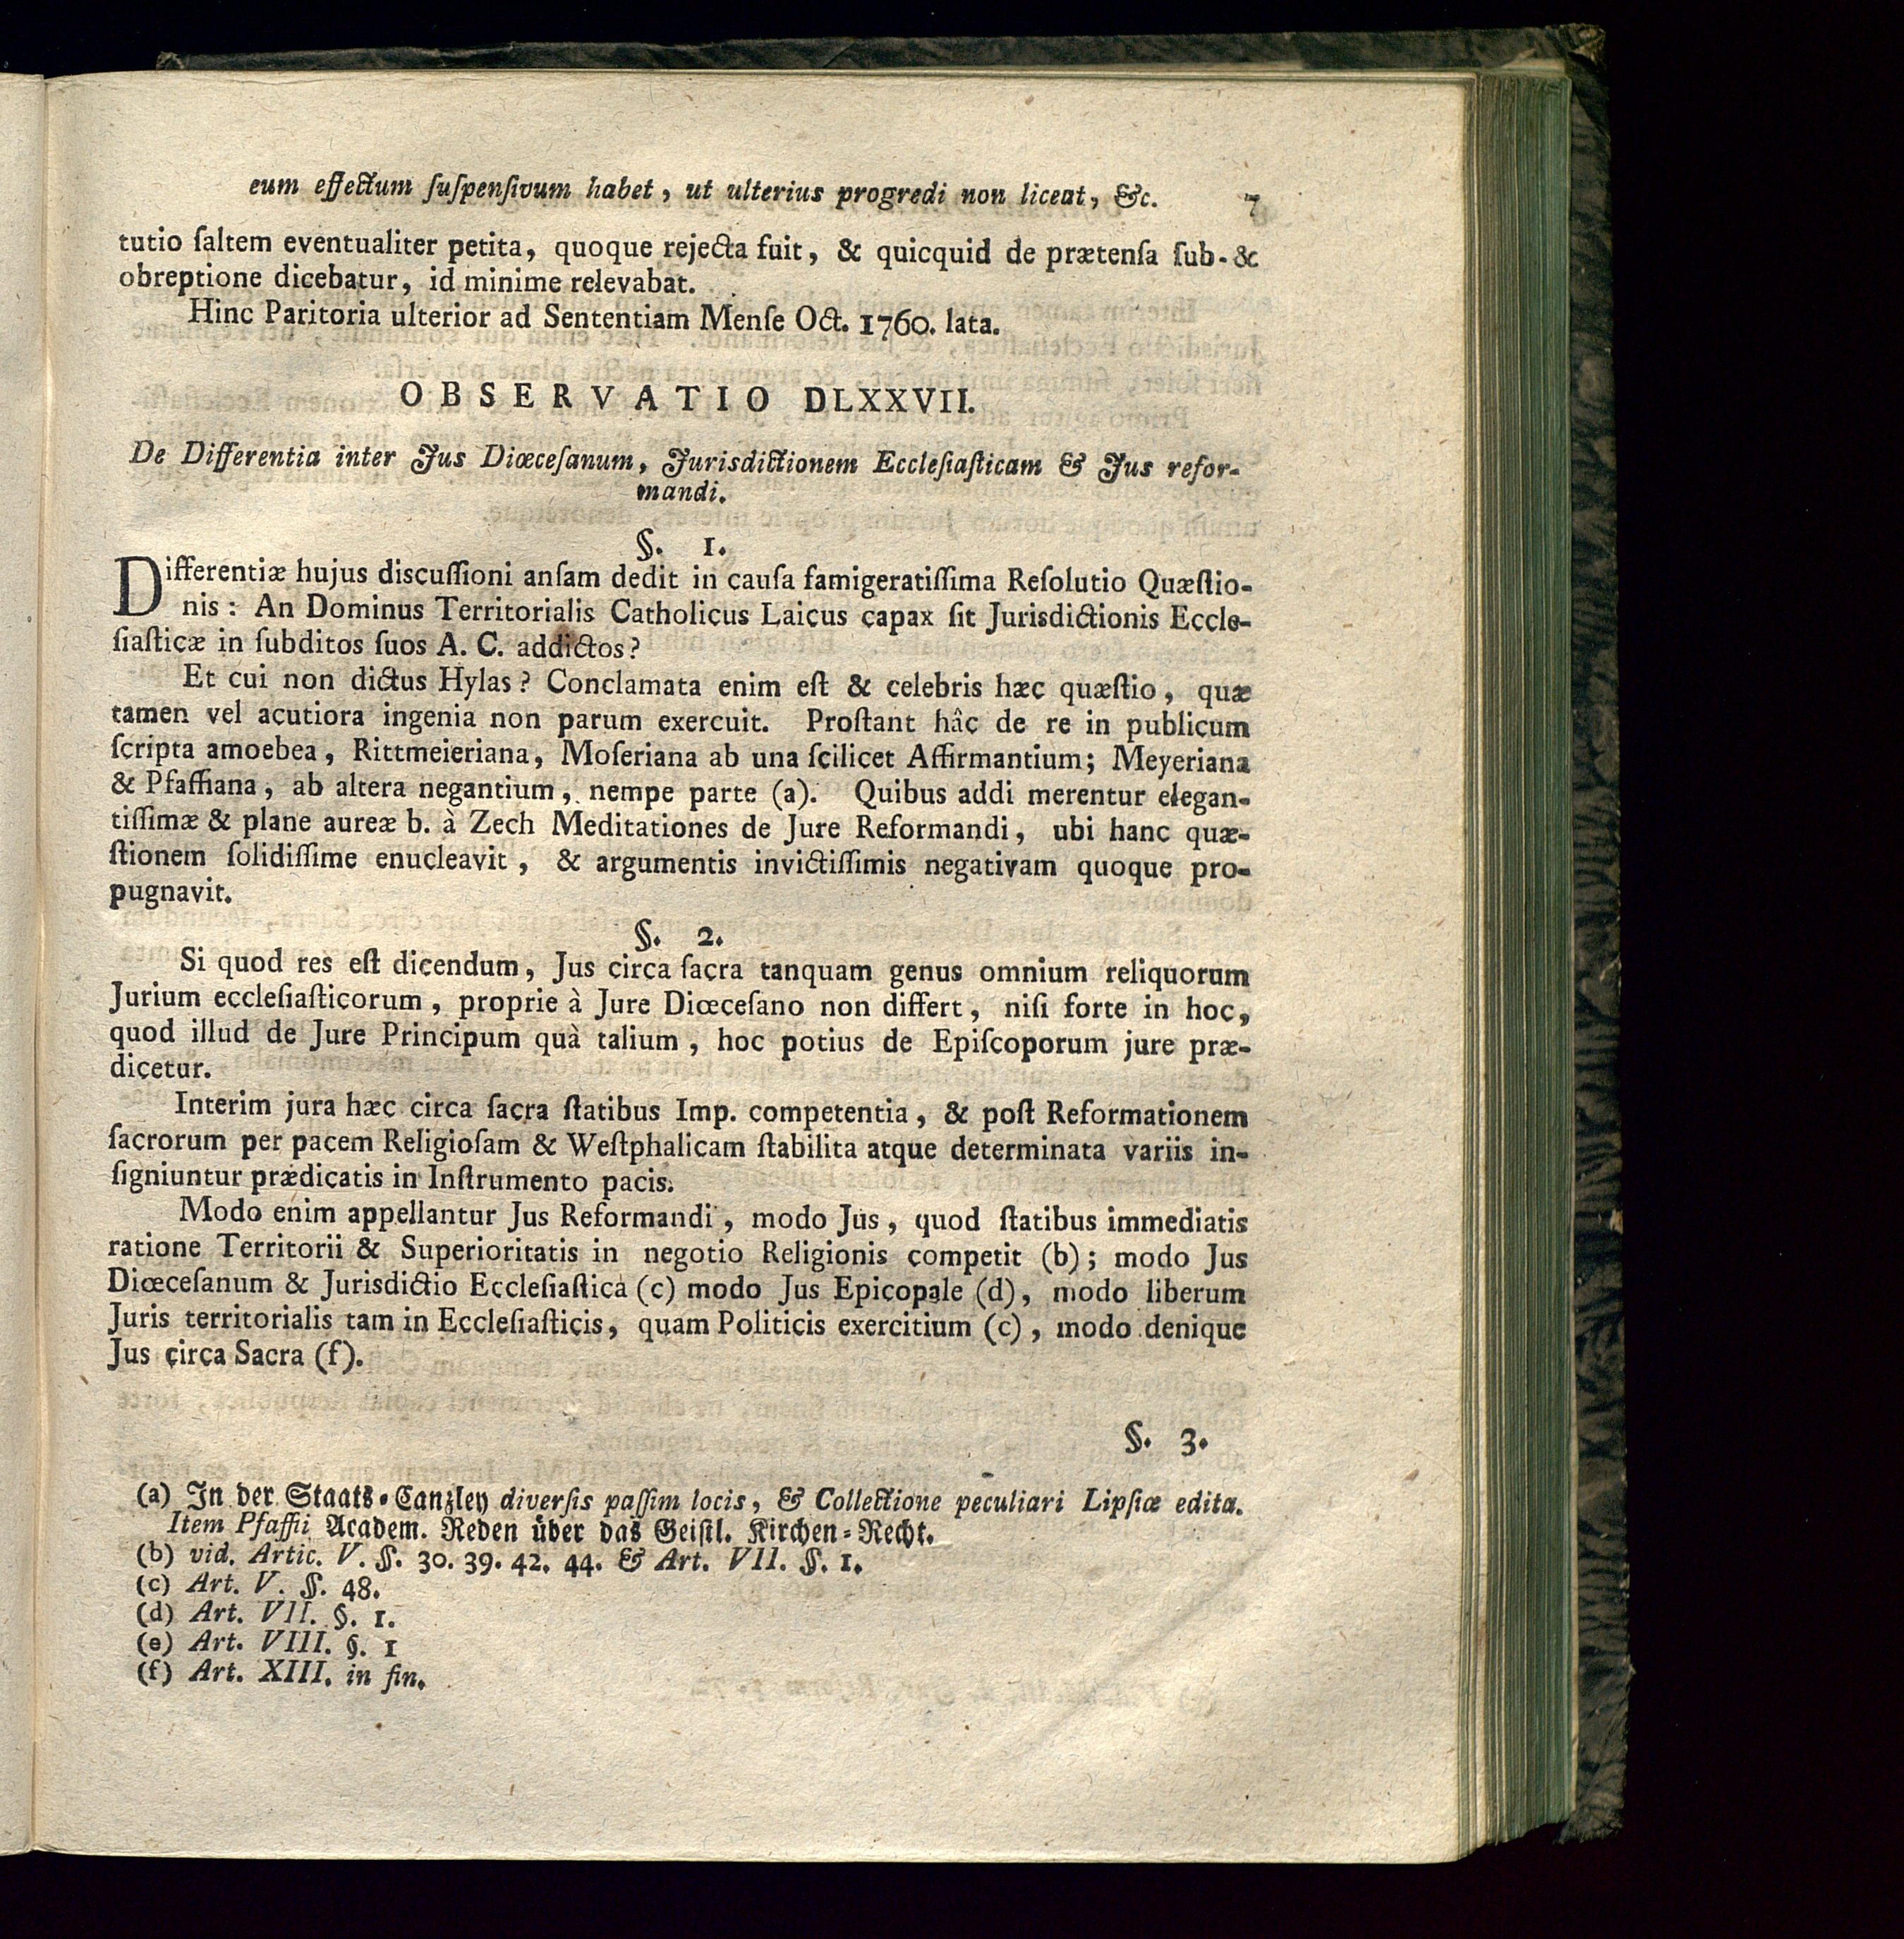 eum effectum ſuſpenſivum habet, ut ulterius progredi non liceat, &c. 7
tutio ſaltem eventualiter petita, quoque rejecta fuit, & quicquid de prætenſa ſub- &
obreptione dicebatur, id minime relevabat.
Hinc Paritoria ulterior ad Sententiam Menſe Oct. 1760. lata.
OBSERVATIO DLXXVII.
De Differentia inter Jus Diœceſanum, Jurisdictionem Eccleſiaſticam & Jus refor-
mandi.
§. 1.
Differentiæ hujus discuſſioni anſam dedit in cauſa famigeratiſſima Reſolutio Quæſtio-
nis: An Dominus Territorialis Catholicus Laicus capax ſit Jurisdictionis Eccle-
ſiaſticæ in ſubditos ſuos A. C. addictos?
Et cui non dictus Hylas? Conclamata enim eſt & celebris hæc quæſtio, quæ
tamen vel acutiora ingenia non parum exercuit. Proſtant hâc de re in publicum
ſcripta amoebea, Rittmeieriana, Moſeriana ab una ſcilicet Affirmantium; Meyeriana
& Pfaffiana, ab altera negantium, nempe parte (a). Quibus addi merentur elegan-
tiſſimæ & plane aureæ b. à Zech Meditationes de Jure Reformandi, ubi hanc quæ-
ſtionem ſolidiſſime enucleavit, & argumentis invictiſſimis negativam quoque pro-
pugnavit.
§. 2.
Si quod res eſt dicendum, Jus circa ſacra tanquam genus omnium reliquorum
Jurium eccleſiaſticorum, proprie à Jure Diœceſano non differt, niſi forte in hoc,
quod illud de Jure Principum quà talium, hoc potius de Epiſcoporum jure præ-
dicetur.
Interim jura hæc circa ſacra ſtatibus Imp. competentia, & poſt Reformationem
ſacrorum per pacem Religioſam & Weſtphalicam ſtabilita atque determinata variis in-
ſigniuntur prædicatis in Inſtrumento pacis.
Modo enim appellantur Jus Reformandi, modo Jus, quod ſtatibus immediatis
ratione Territorii & Superioritatis in negotio Religionis competit (b); modo Jus
Diœceſanum & Jurisdictio Eccleſiaſtica (c) modo Jus Epicopale (d), modo liberum
Juris territorialis tam in Eccleſiaſticis, quam Politicis exercitium (c), modo denique
Jus circa Sacra (f).
§. 3.
(a) In der Staats-Canzley diverſis paſſim locis, & Collectione peculiari Lipſiæ edita.
Item Pfaffii Academ. Reden über das Geiſtl. Kirchen-Recht.
(b) vid. Artic. V. §. 30. 39. 42. 44. & Art. VII. §. 1.
(c) Art. V. §. 48.
(d) Art. VII. §. 1.
(e) Art. VIII. §. 1
(f) Art. XIII. in fin.